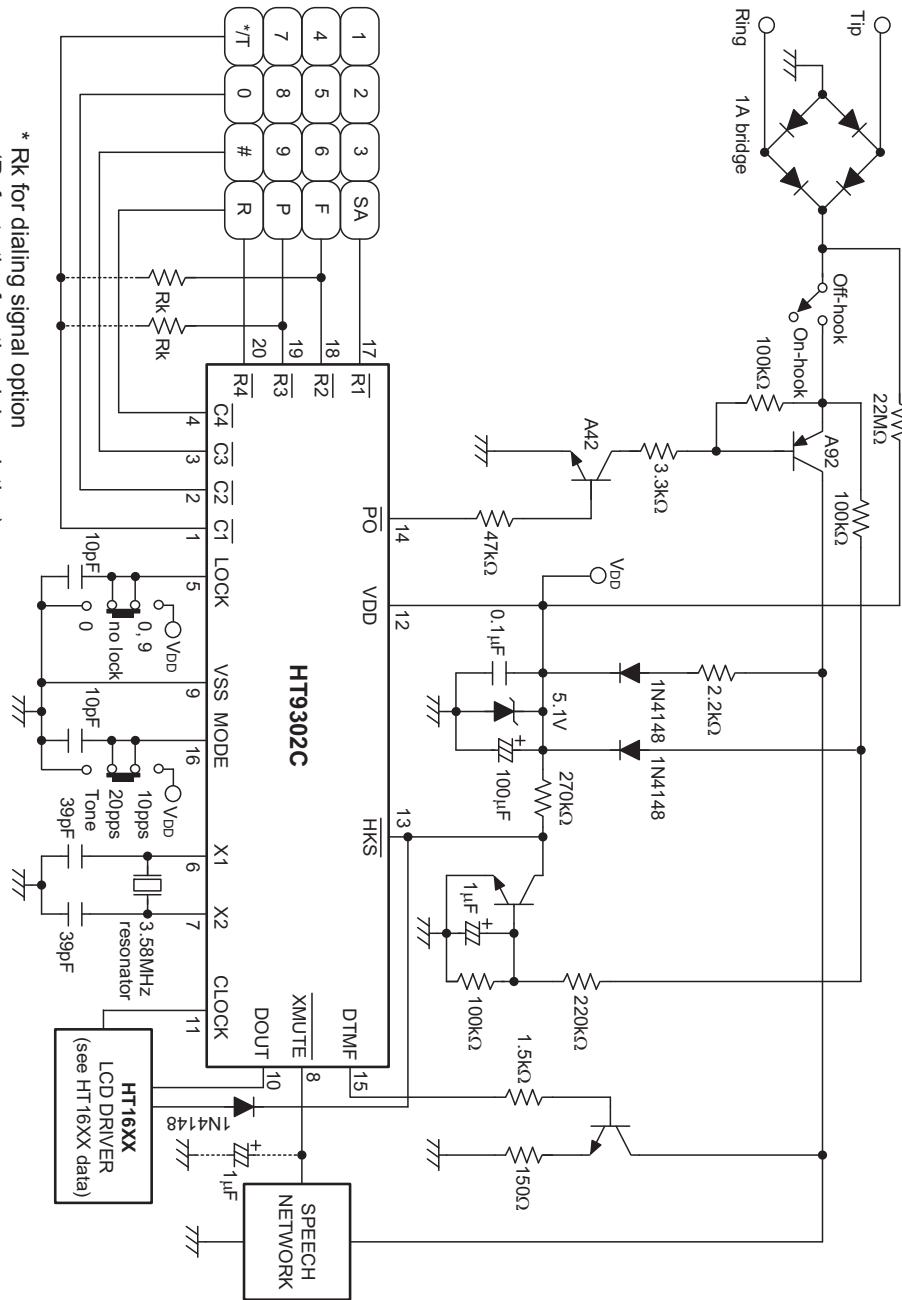 Tip
Ring
1A bridge
Off-hook
On-hook
22MΩ
100kΩ
A92
100kΩ
3.3kΩ
A42
47kΩ
VDD
0.1μF
5.1V
100μF
1N4148
2.2kΩ
1N4148
270kΩ
1μF
100kΩ
220kΩ
1.5kΩ
150Ω
1 2 3 SA
4 5 6 F
7 8 9 P
*/T 0 # R
Rk
Rk
17 18 19 20
R1 R2 R3 R4
4 3 2 1
C4 C3 C2 C1
PO
14
VDD
12
HKS
13
DTMF
15
XMUTE
8
DOUT
10
CLOCK
11
HT9302C
LOCK
5
VSS
9
MODE
16
X1
6
X2
7
10pF
VDD
0, 9
no lock
0
10pF
VDD
10pps
20pps
Tone
39pF
39pF
3.58MHz
resonator
1N4148
1μF
HT16XX
LCD DRIVER
(see HT16XX data)
SPEECH
NETWORK
* Rk for dialing signal option